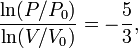 ln(P/P₀)
ln(V/V₀) = −5/3,